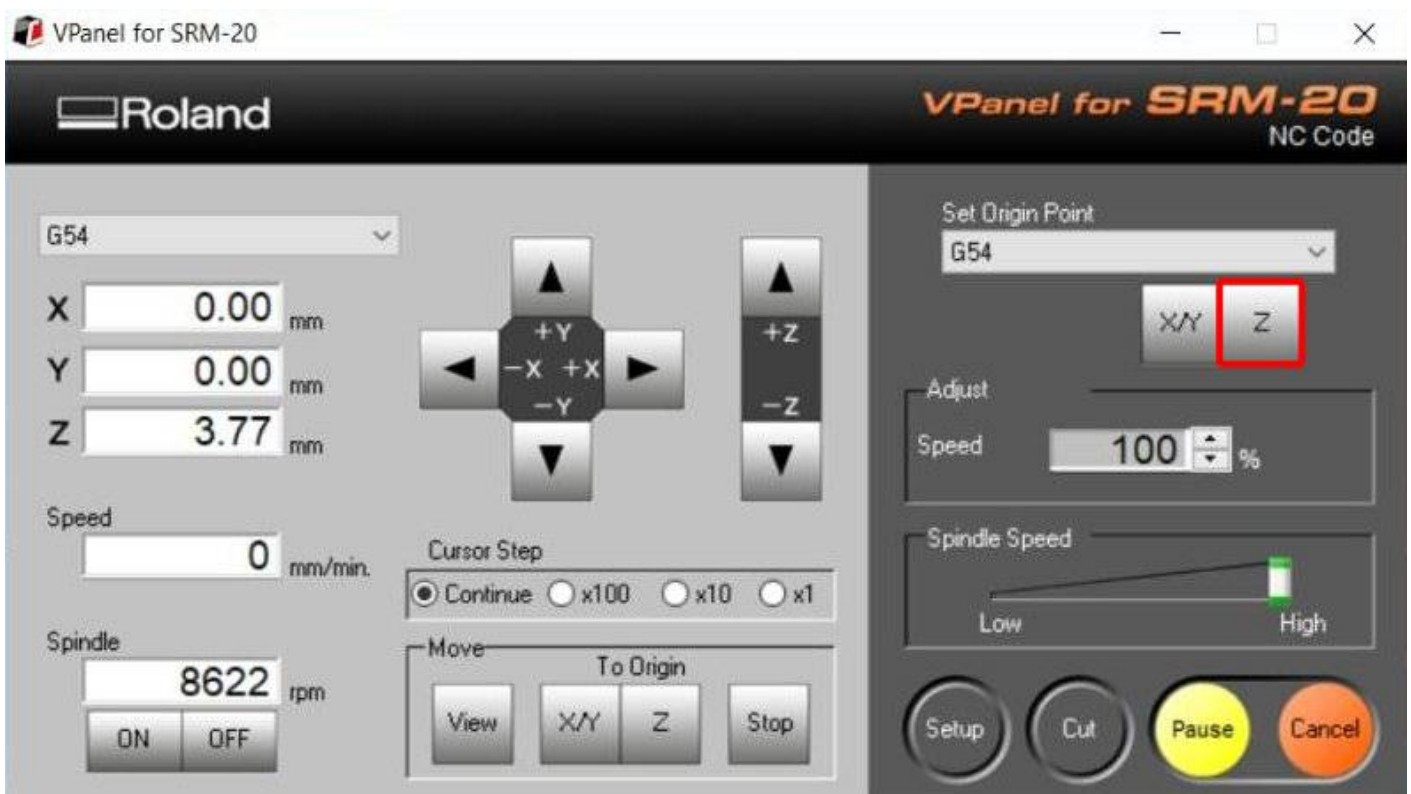 VPanel for SRM-20
Roland
VPanel for SRM-20
NC Code
G54
X 0.00 mm
Y 0.00 mm
Z 3.77 mm
Speed
0 mm/min.
Spindle
8622 rpm
ON OFF
+Y
-X +X
-Y
+Z
-Z
Cursor Step
Continue x100 x10 x1
Move
To Origin
View X/Y Z Stop
Set Origin Point
G54
X/Y Z
Adjust
Speed 100 %
Spindle Speed
Low High
Setup Cut Pause Cancel